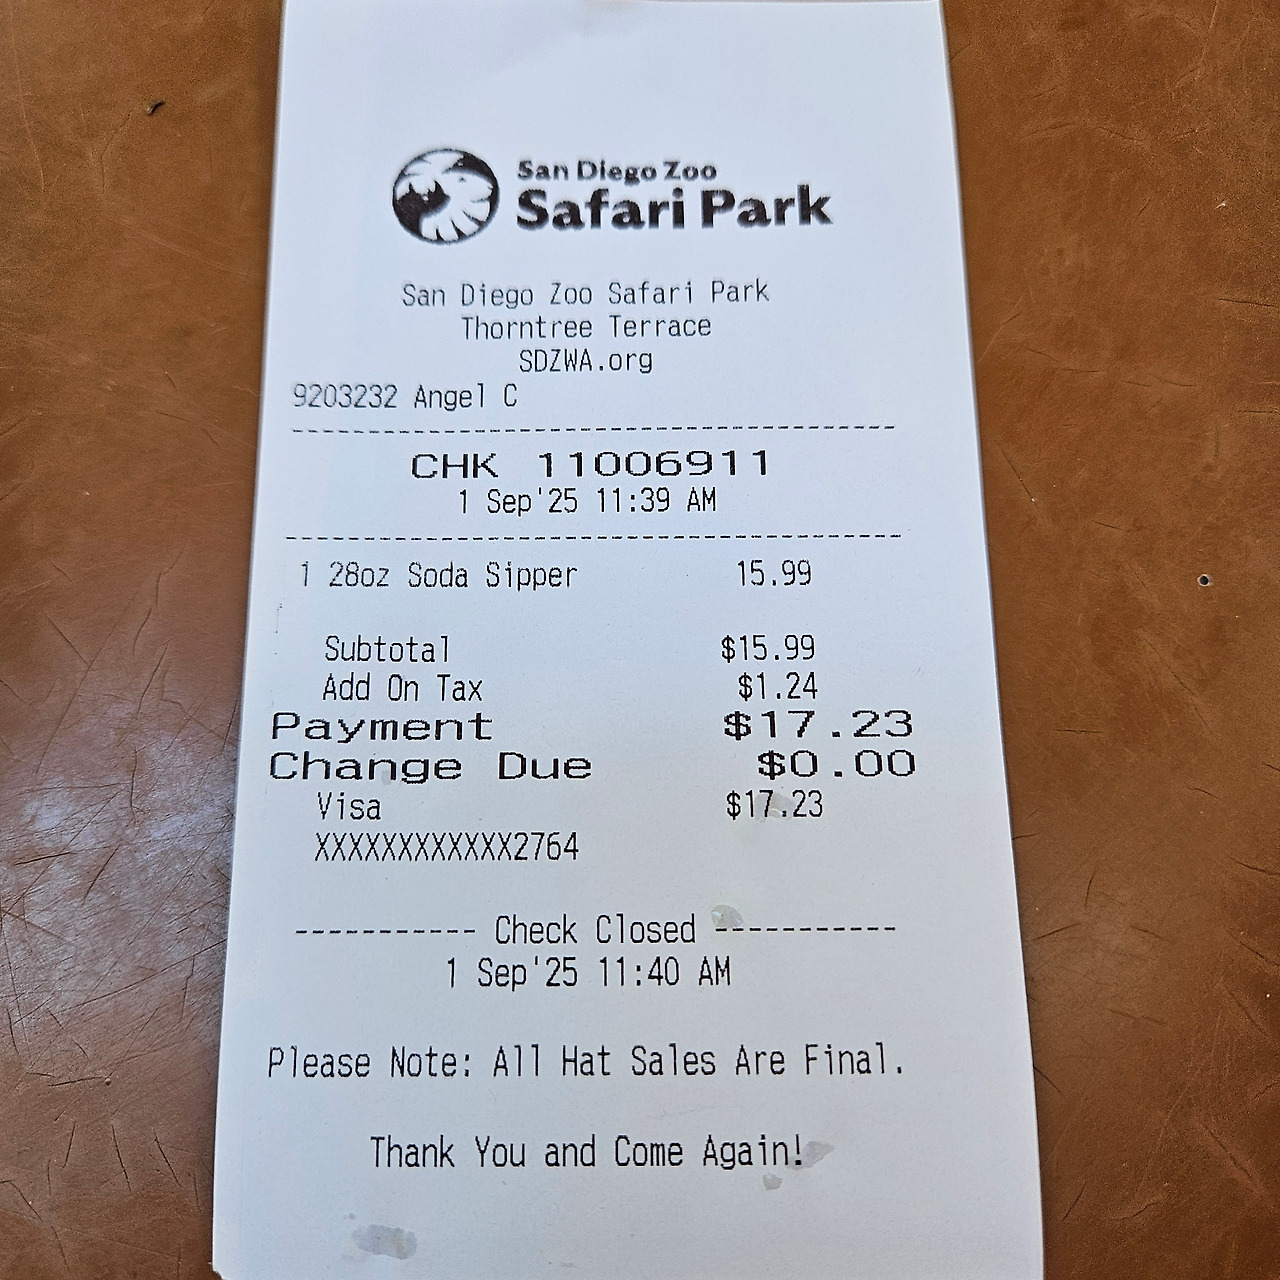 San Diego Zoo
Safari Park
San Diego Zoo Safari Park
Thorntree Terrace
SDZWA.org
9203232 Angel C
----------------------------------------
CHK 11006911
1 Sep'25 11:39 AM
----------------------------------------
1 28oz Soda Sipper 15.99
Subtotal $15.99
Add On Tax $1.24
Payment $17.23
Change Due $0.00
Visa $17.23
XXXXXXXXXXXX2764
----------- Check Closed -----------
1 Sep'25 11:40 AM
Please Note: All Hat Sales Are Final.
Thank You and Come Again!